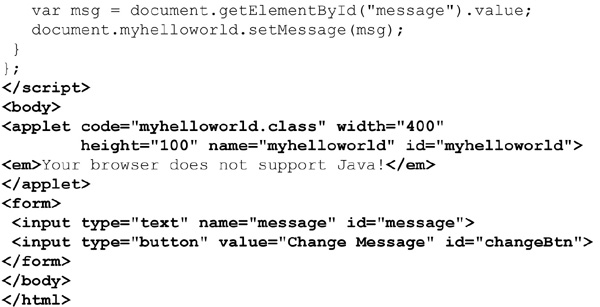 var msg = document.getElementById("message").value;
document.myhelloworld.setMessage(msg);
}
};
</script>
<body>
<applet code="myhelloworld.class" width="400"
height="100" name="myhelloworld" id="myhelloworld">
<em>Your browser does not support Java!</em>
</applet>
<form>
<input type="text" name="message" id="message">
<input type="button" value="Change Message" id="changeBtn">
</form>
</body>
</html>